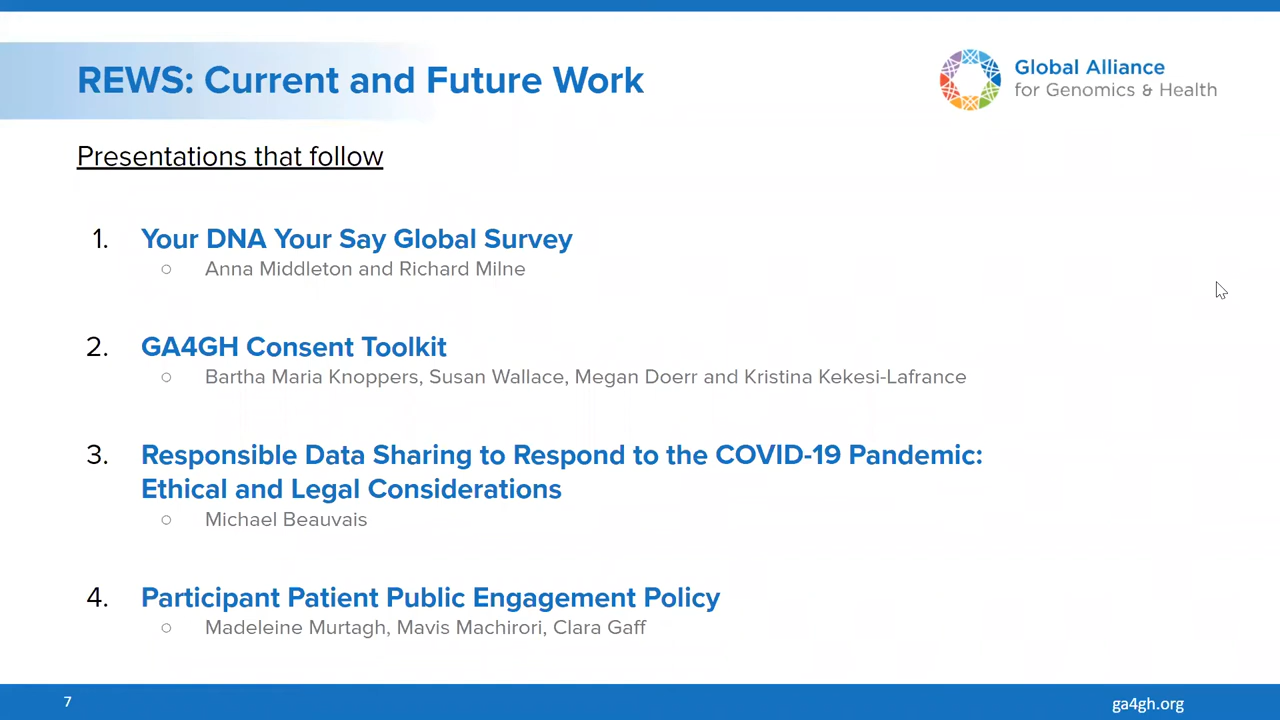 REWS: Current and Future Work
Global Alliance
for Genomics & Health
Presentations that follow
1. Your DNA Your Say Global Survey
○ Anna Middleton and Richard Milne
2. GA4GH Consent Toolkit
○ Bartha Maria Knoppers, Susan Wallace, Megan Doerr and Kristina Kekesi-Lafrance
3. Responsible Data Sharing to Respond to the COVID-19 Pandemic:
Ethical and Legal Considerations
○ Michael Beauvais
4. Participant Patient Public Engagement Policy
○ Madeleine Murtagh, Mavis Machirori, Clara Gaff
7
ga4gh.org